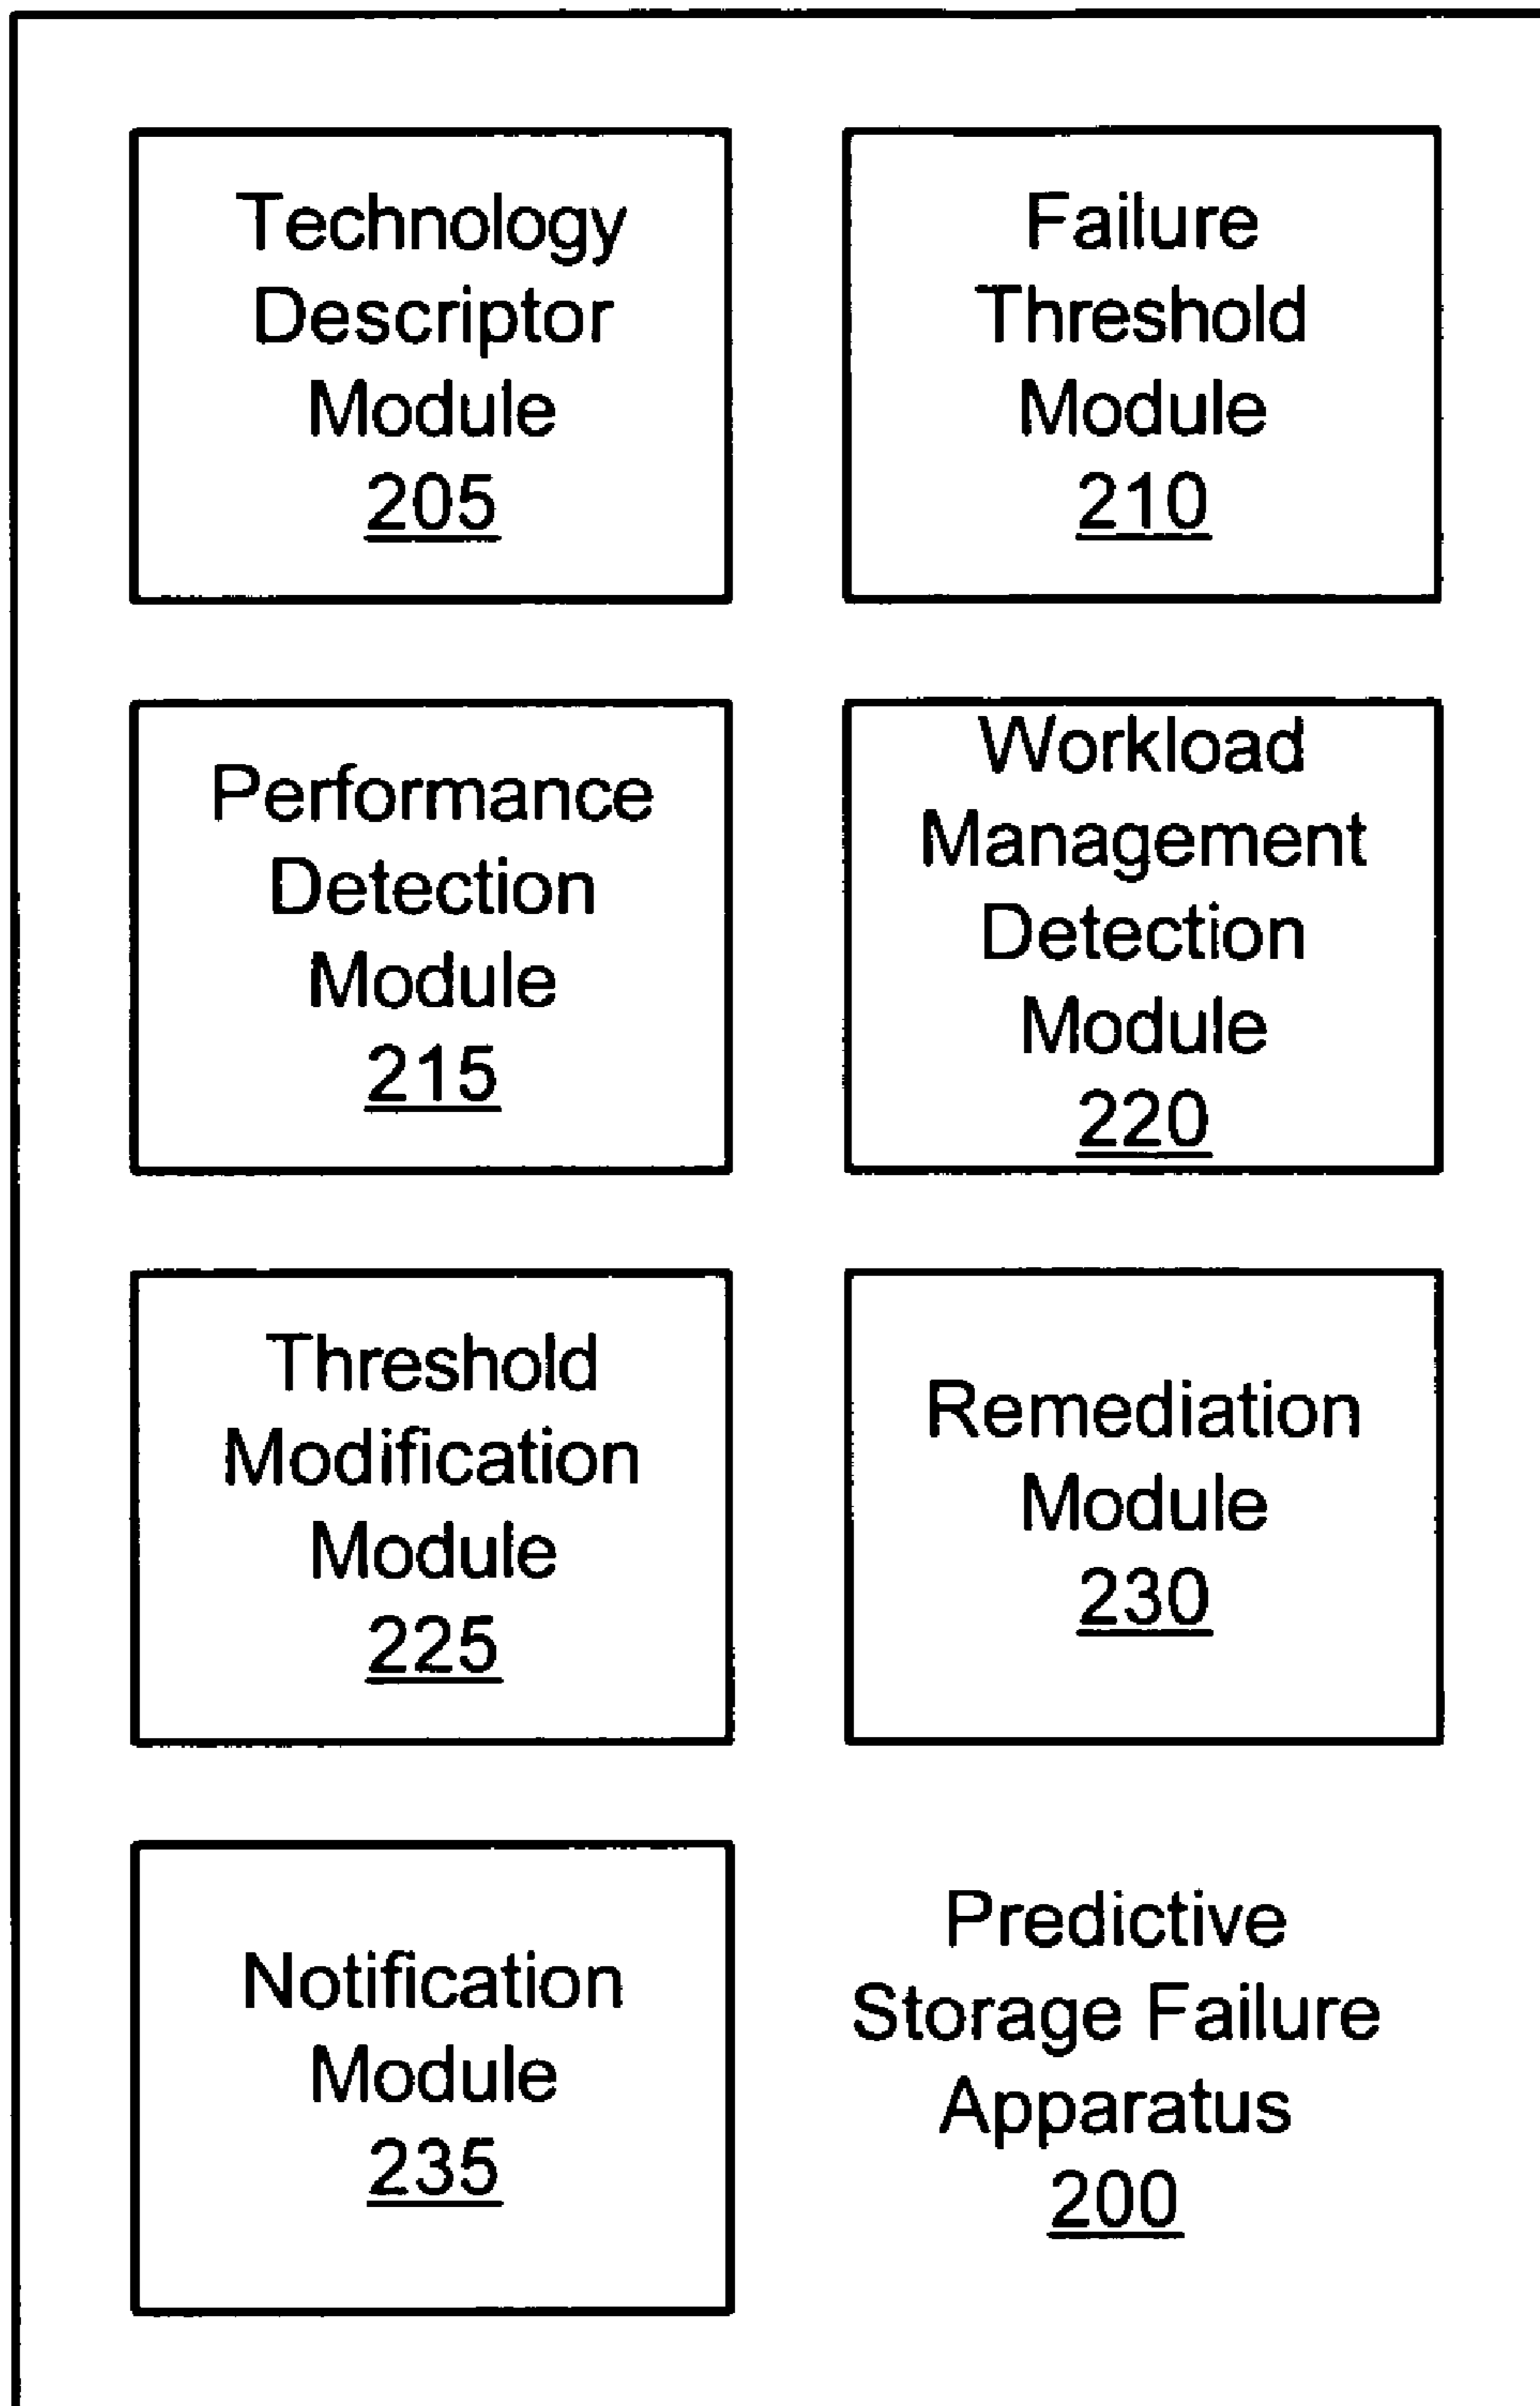 Technology
Descriptor
Module
205
Failure
Threshold
Module
210
Performance
Detection
Module
215
Workload
Management
Detection
Module
220
Threshold
Modification
Module
225
Remediation
Module
230
Notification
Module
235
Predictive
Storage Failure
Apparatus
200